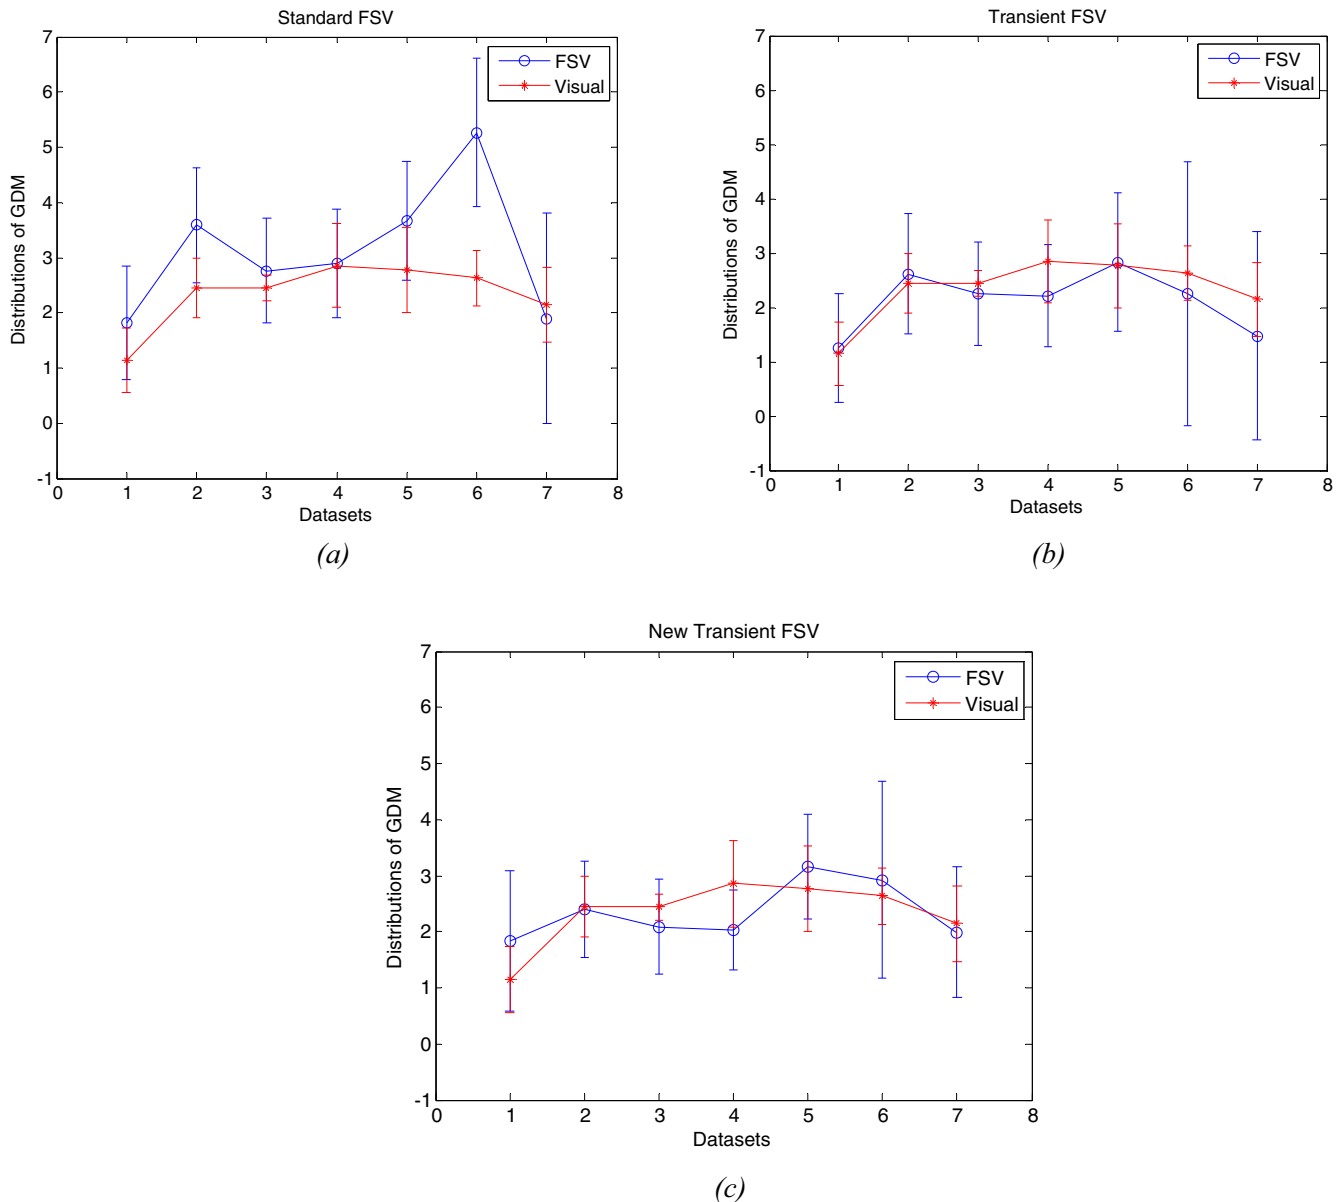 Standard FSV
7
6
5
4
3
2
1
0
-1
Distributions of GDM
FSV
Visual
0 1 2 3 4 5 6 7 8
Datasets
(a)
Transient FSV
7
6
5
4
3
2
1
0
-1
Distributions of GDM
FSV
Visual
0 1 2 3 4 5 6 7 8
Datasets
(b)
New Transient FSV
7
6
5
4
3
2
1
0
-1
Distributions of GDM
FSV
Visual
0 1 2 3 4 5 6 7 8
Datasets
(c)